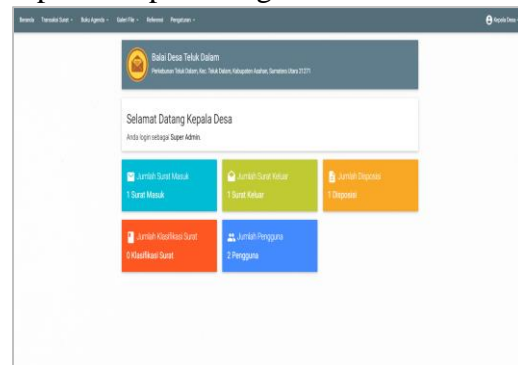 Beranda Transaksi Surat Buku Agenda Galeri File Referensi Pengaturan Kepala Desa
Balai Desa Teluk Dalam
Perkebunan Teluk Dalam, Kec. Teluk Dalam, Kabupaten Asahan, Sumatera Utara 21271
Selamat Datang Kepala Desa
Anda login sebagai Super Admin.
Jumlah Surat Masuk
1 Surat Masuk
Jumlah Surat Keluar
1 Surat Keluar
Jumlah Disposisi
1 Disposisi
Jumlah Klasifikasi Surat
0 Klasifikasi Surat
Jumlah Pengguna
2 Pengguna